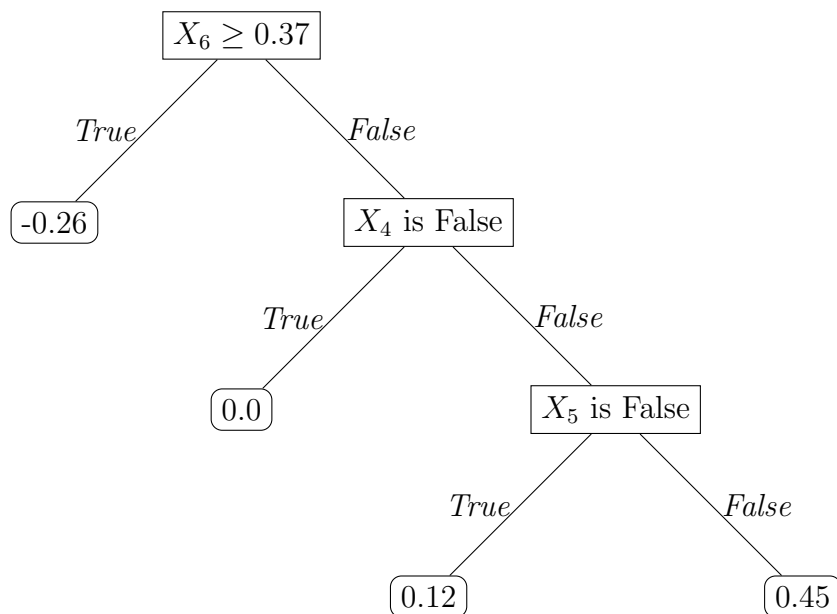 X₆ ≥ 0.37
True
False
-0.26
X₄ is False
True
False
0.0
X₅ is False
True
False
0.12
0.45